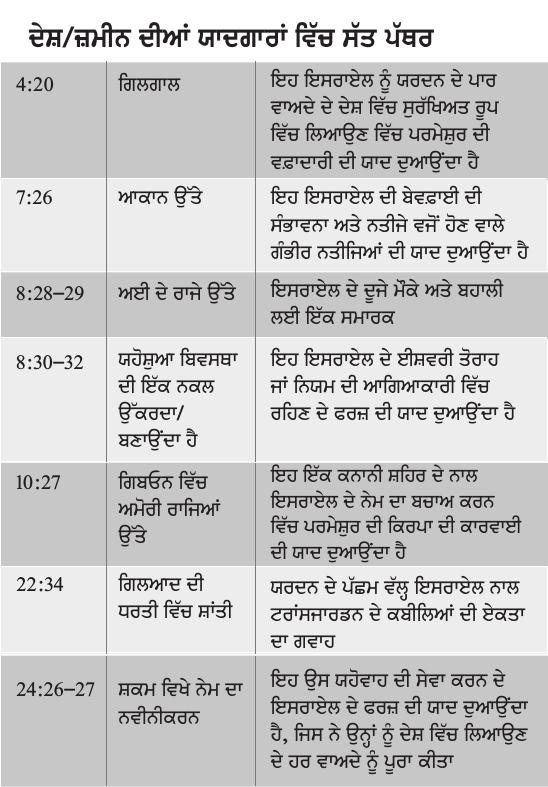 ਦੇਸ਼/ਜ਼ਮੀਨ ਦੀਆਂ ਯਾਦਗਾਰਾਂ ਵਿੱਚ ਸੱਤ ਪੱਥਰ
4:20
ਗਿਲਗਾਲ
ਇਹ ਇਸਰਾਏਲ ਨੂੰ ਯਰਦਨ ਦੇ ਪਾਰ
ਵਾਅਦੇ ਦੇ ਦੇਸ਼ ਵਿੱਚ ਸੁਰੱਖਿਅਤ ਰੂਪ
ਵਿੱਚ ਲਿਆਉਣ ਵਿੱਚ ਪਰਮੇਸ਼ੁਰ ਦੀ
ਵਫ਼ਾਦਾਰੀ ਦੀ ਯਾਦ ਦੁਆਉਂਦਾ ਹੈ
7:26
ਆਕਾਨ ਉੱਤੇ
ਇਹ ਇਸਰਾਏਲ ਦੀ ਬੇਵਫ਼ਾਈ ਦੀ
ਸੰਭਾਵਨਾ ਅਤੇ ਨਤੀਜੇ ਵਜੋਂ ਹੋਣ ਵਾਲੇ
ਗੰਭੀਰ ਨਤੀਜਿਆਂ ਦੀ ਯਾਦ ਦੁਆਉਂਦਾ ਹੈ
8:28–29
ਅਈ ਦੇ ਰਾਜੇ ਉੱਤੇ
ਇਸਰਾਏਲ ਦੇ ਦੂਜੇ ਮੌਕੇ ਅਤੇ ਬਹਾਲੀ
ਲਈ ਇੱਕ ਸਮਾਰਕ
8:30–32
ਯਹੋਸ਼ੁਆ ਬਿਵਸਥਾ
ਦੀ ਇੱਕ ਨਕਲ
ਉੱਕਰਦਾ/
ਬਣਾਉਂਦਾ ਹੈ
ਇਹ ਇਸਰਾਏਲ ਦੇ ਈਸ਼ਵਰੀ ਤੋਰਾਹ
ਜਾਂ ਨਿਯਮ ਦੀ ਆਗਿਆਕਾਰੀ ਵਿੱਚ
ਰਹਿਣ ਦੇ ਫਰਜ਼ ਦੀ ਯਾਦ ਦੁਆਉਂਦਾ ਹੈ
10:27
ਗਿਬਓਨ ਵਿੱਚ
ਅਮੋਰੀ ਰਾਜਿਆਂ
ਉੱਤੇ
ਇਹ ਇੱਕ ਕਨਾਨੀ ਸ਼ਹਿਰ ਦੇ ਨਾਲ
ਇਸਰਾਏਲ ਦੇ ਨੇਮ ਦਾ ਬਚਾਅ ਕਰਨ
ਵਿੱਚ ਪਰਮੇਸ਼ੁਰ ਦੀ ਕਿਰਪਾ ਦੀ ਕਾਰਵਾਈ
ਦੀ ਯਾਦ ਦੁਆਉਂਦਾ ਹੈ
22:34
ਗਿਲਆਦ ਦੀ
ਧਰਤੀ ਵਿੱਚ ਸ਼ਾਂਤੀ
ਯਰਦਨ ਦੇ ਪੱਛਮ ਵੱਲ੍ਹ ਇਸਰਾਏਲ ਨਾਲ
ਟਰਾਂਸਜਾਰਡਨ ਦੇ ਕਬੀਲਿਆਂ ਦੀ ਏਕਤਾ
ਦਾ ਗਵਾਹ
24:26–27
ਸ਼ਕਮ ਵਿਖੇ ਨੇਮ ਦਾ
ਨਵੀਨੀਕਰਨ
ਇਹ ਉਸ ਯਹੋਵਾਹ ਦੀ ਸੇਵਾ ਕਰਨ ਦੇ
ਇਸਰਾਏਲ ਦੇ ਫਰਜ਼ ਦੀ ਯਾਦ ਦੁਆਉਂਦਾ
ਹੈ, ਜਿਸ ਨੇ ਉਨ੍ਹਾਂ ਨੂੰ ਦੇਸ਼ ਵਿੱਚ ਲਿਆਉਣ
ਦੇ ਹਰ ਵਾਅਦੇ ਨੂੰ ਪੂਰਾ ਕੀਤਾ